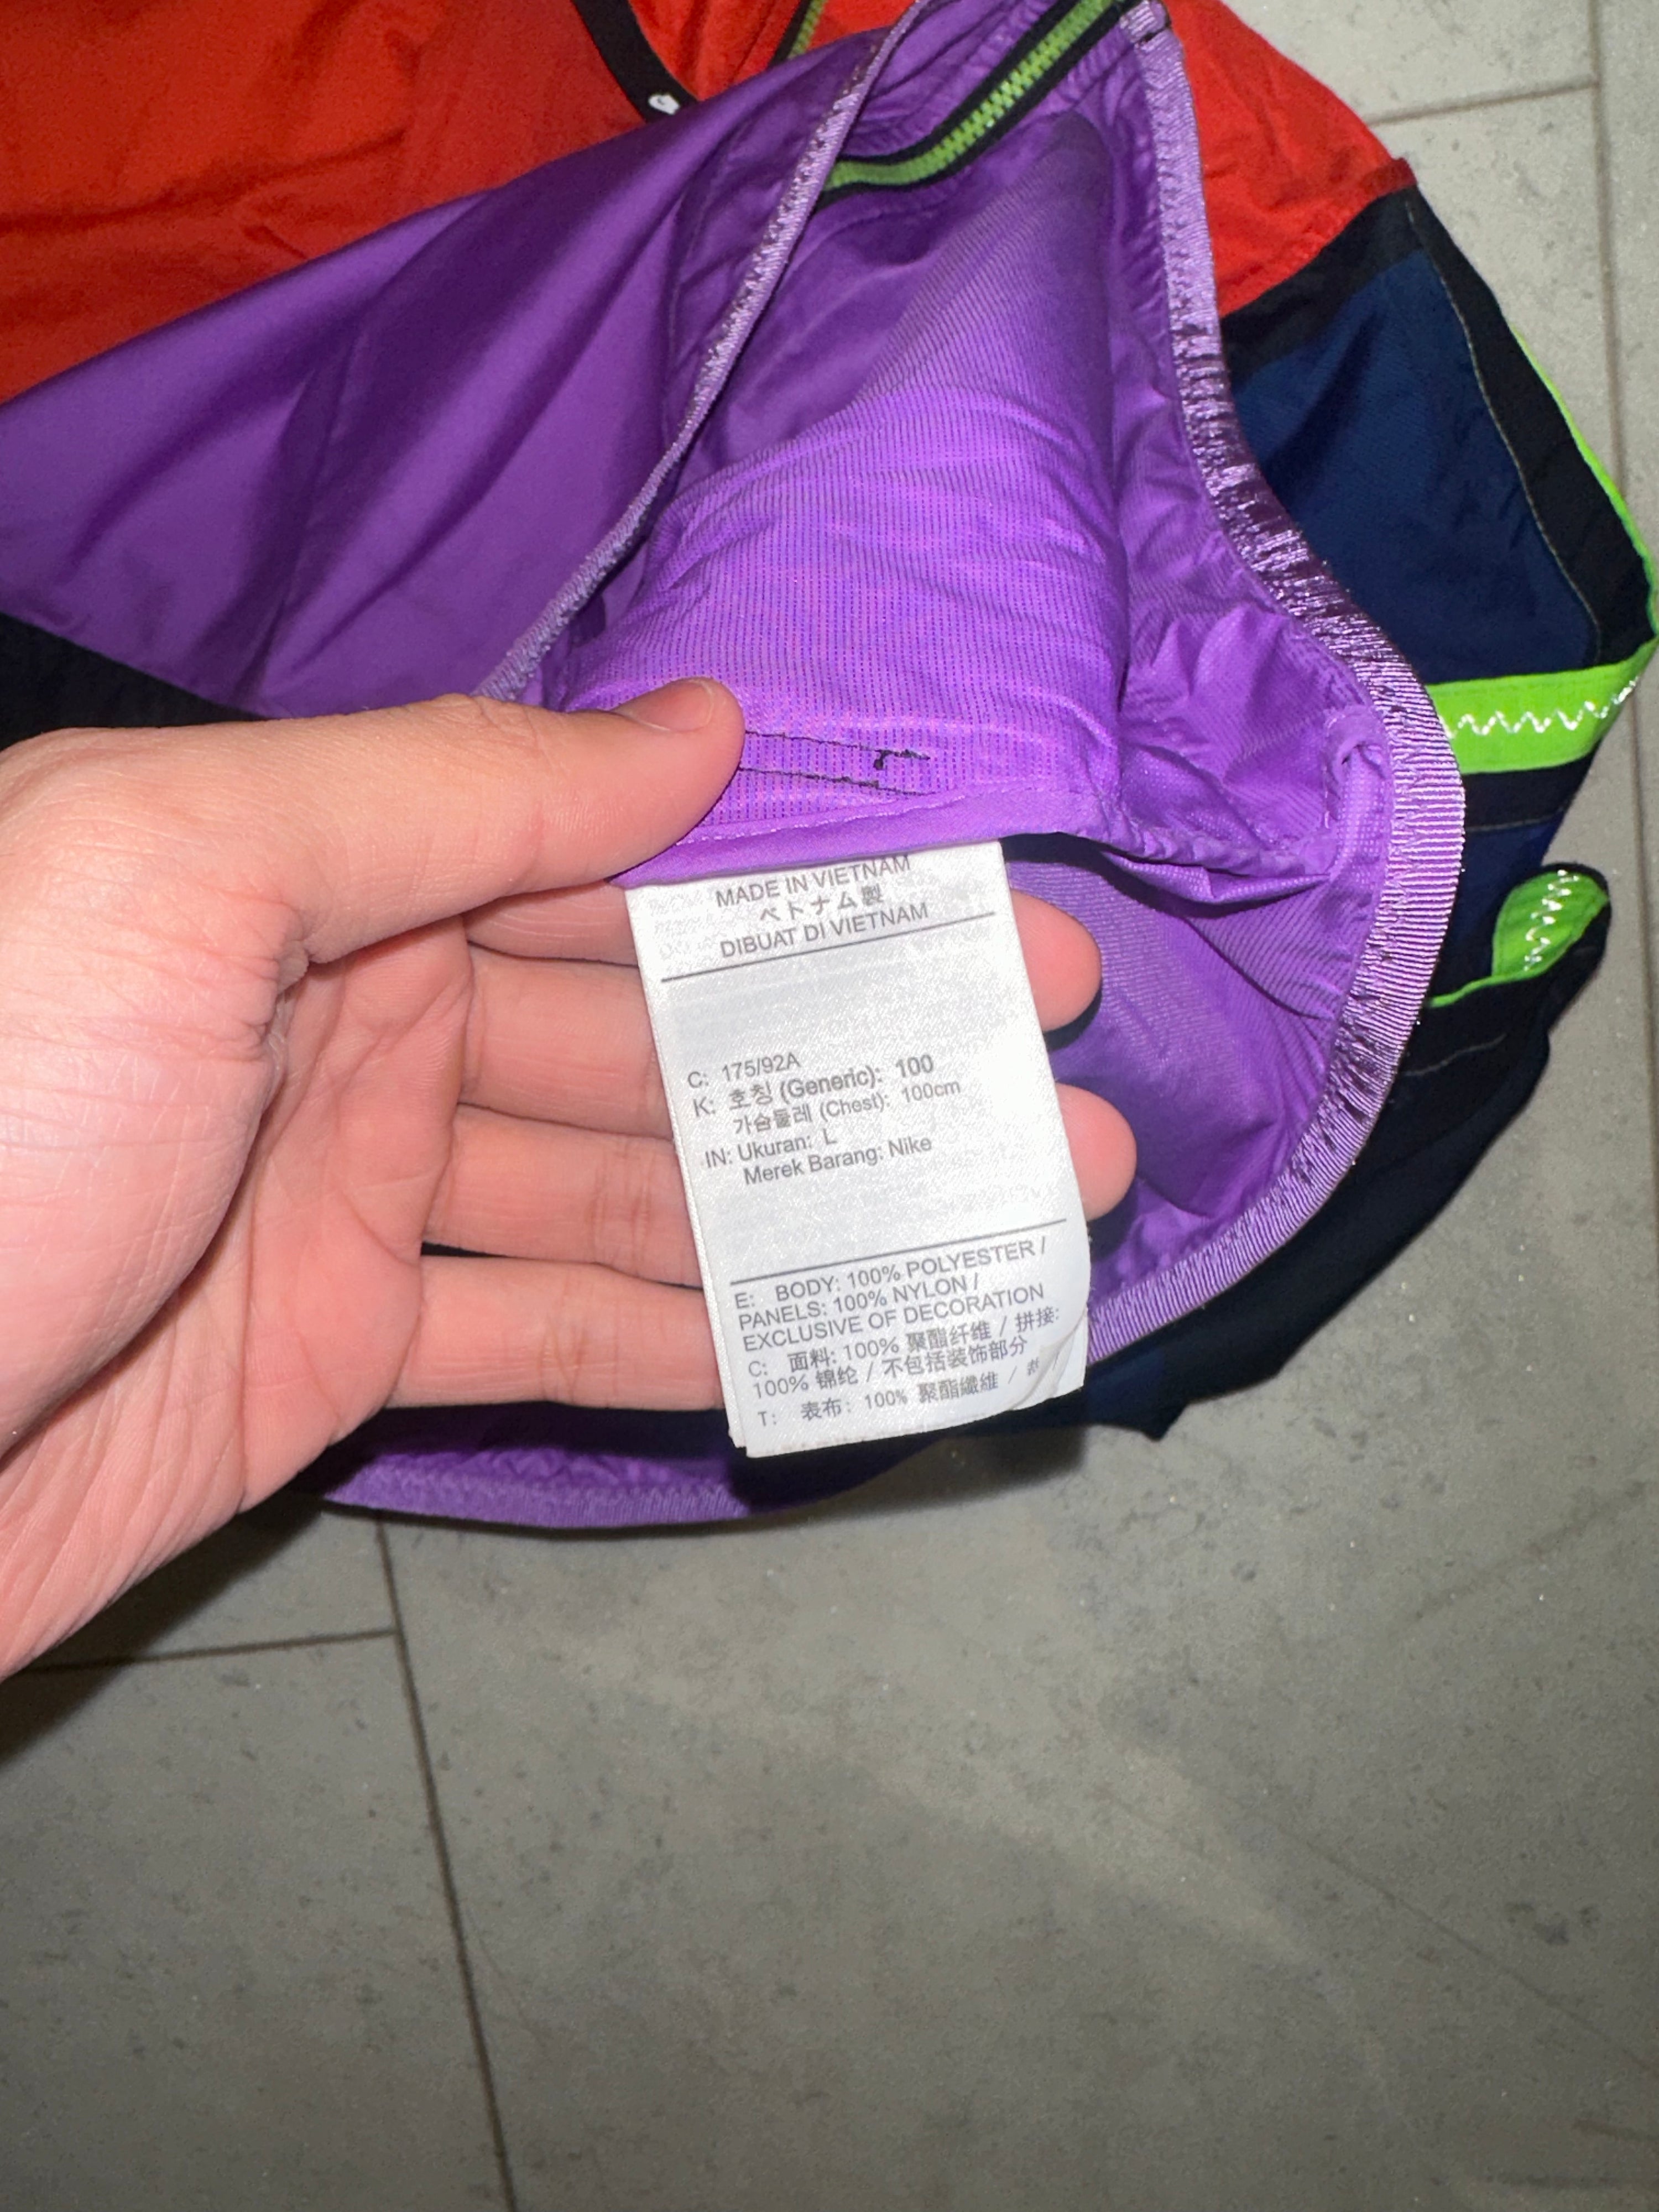 MADE IN VIETNAM
ベトナム製
DIBUAT DI VIETNAM
C: 175/92A
K: 호칭 (Generic): 100
가슴둘레 (Chest): 100cm
IN: Ukuran: L
Merek Barang: Nike
E: BODY: 100% POLYESTER /
PANELS: 100% NYLON /
EXCLUSIVE OF DECORATION
C: 面料: 100% 聚酯纤维 / 拼接:
100% 锦纶 / 不包括装饰部分
T: 表布: 100% 聚酯纖維 /